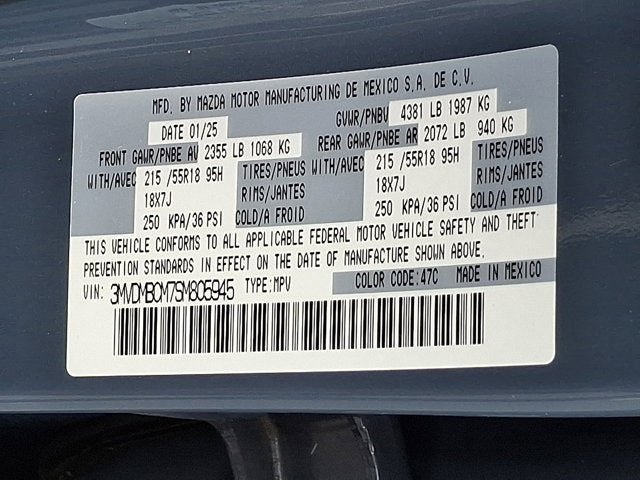 MFD. BY MAZDA MOTOR MANUFACTURING DE MEXICO S.A. DE C.V.
DATE 01/25 GVWR/PNBV 4381 LB 1987 KG
FRONT GAWR/PNBE AV 2355 LB 1068 KG REAR GAWR/PNBE AR 2072 LB 940 KG
WITH/AVEC 215 /55R18 95H TIRES/PNEUS WITH/AVEC 215 /55R18 95H TIRES/PNEUS
18X7J RIMS/JANTES 18X7J RIMS/JANTES
250 KPA/36 PSI COLD/A FROID 250 KPA/36 PSI COLD/A FROID
THIS VEHICLE CONFORMS TO ALL APPLICABLE FEDERAL MOTOR VEHICLE SAFETY AND THEFT
PREVENTION STANDARDS IN EFFECT ON THE DATE OF MANUFACTURE SHOWN ABOVE.
VIN: 3MVDMBCM7SM805945 TYPE:MPV COLOR CODE:47C MADE IN MEXICO